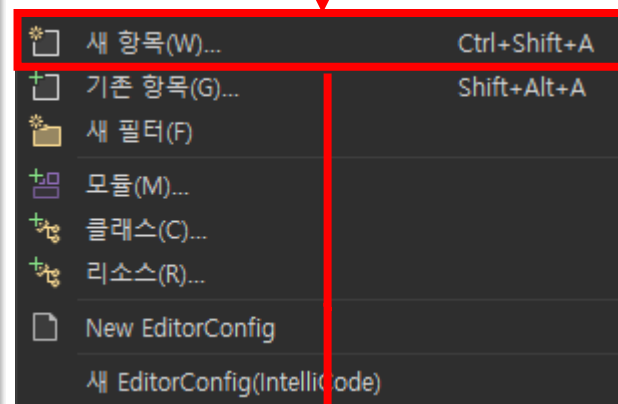 새 항목(W)... Ctrl+Shift+A
기존 항목(G)... Shift+Alt+A
새 필터(F)
모듈(M)...
클래스(C)...
리소스(R)...
New EditorConfig
새 EditorConfig(IntelliCode)